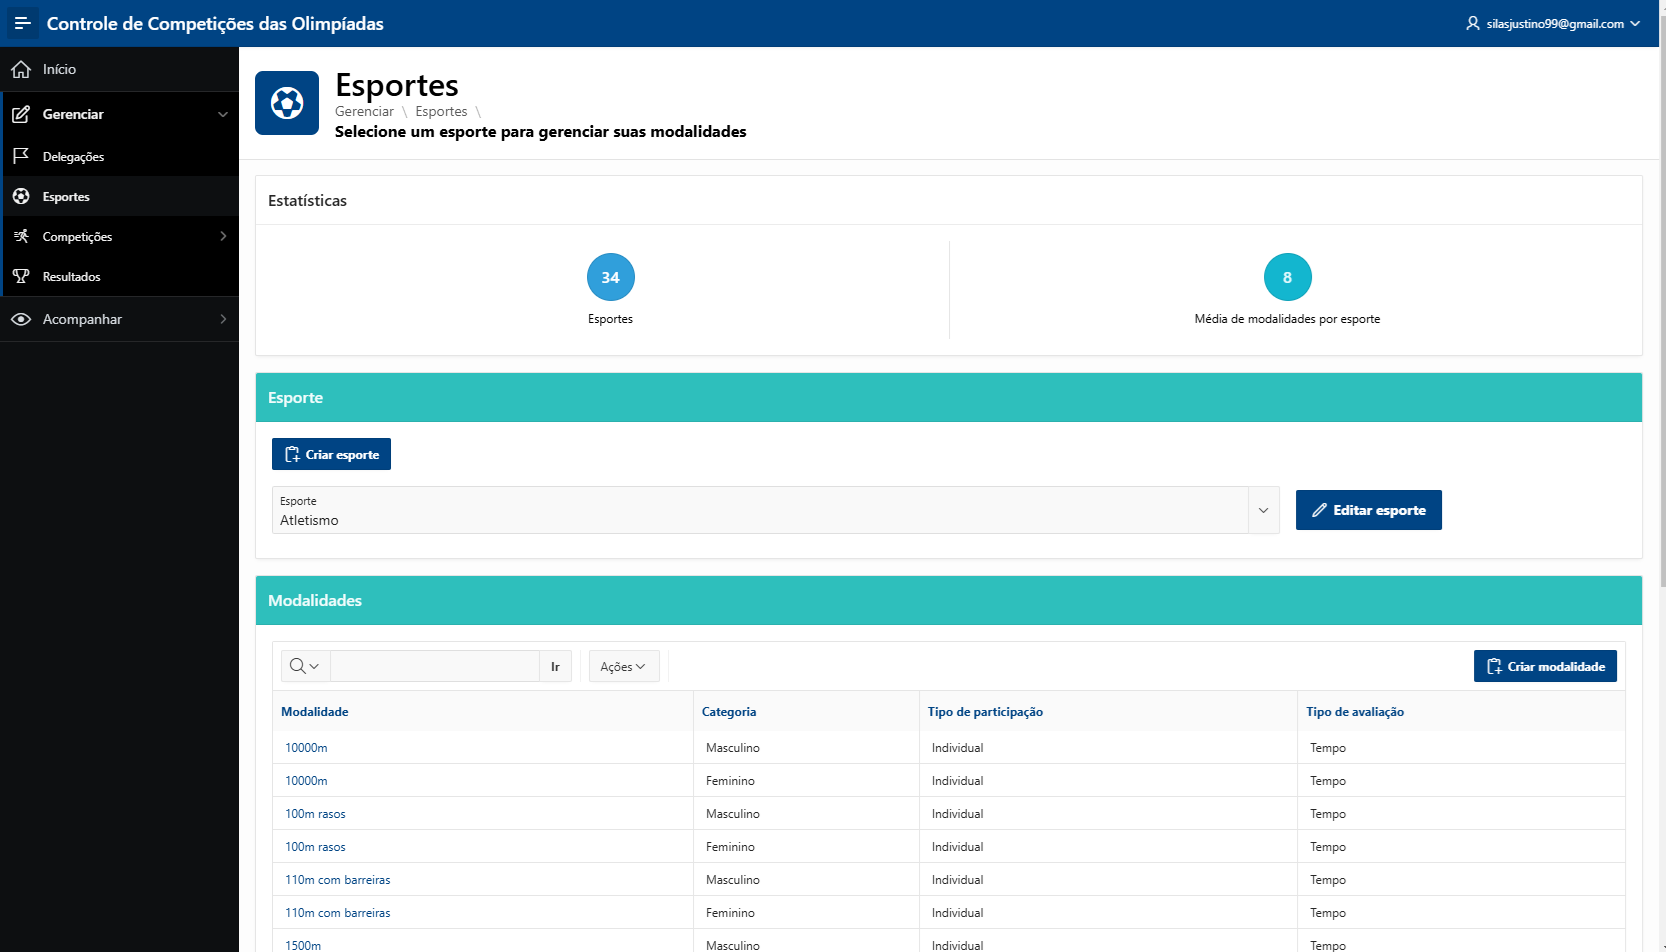 Controle de Competições das Olimpíadas
silasjustino99@gmail.com
Início
Gerenciar
Delegações
Esportes
Competições
Resultados
Acompanhar
Esportes
Gerenciar \ Esportes \
Selecione um esporte para gerenciar suas modalidades
Estatísticas
34
Esportes
8
Média de modalidades por esporte
Esporte
Criar esporte
Esporte
Atletismo
Editar esporte
Modalidades
Ir
Ações
Criar modalidade
Modalidade Categoria Tipo de participação Tipo de avaliação
10000m Masculino Individual Tempo
10000m Feminino Individual Tempo
100m rasos Masculino Individual Tempo
100m rasos Feminino Individual Tempo
110m com barreiras Masculino Individual Tempo
110m com barreiras Feminino Individual Tempo
1500m Masculino Individual Tempo